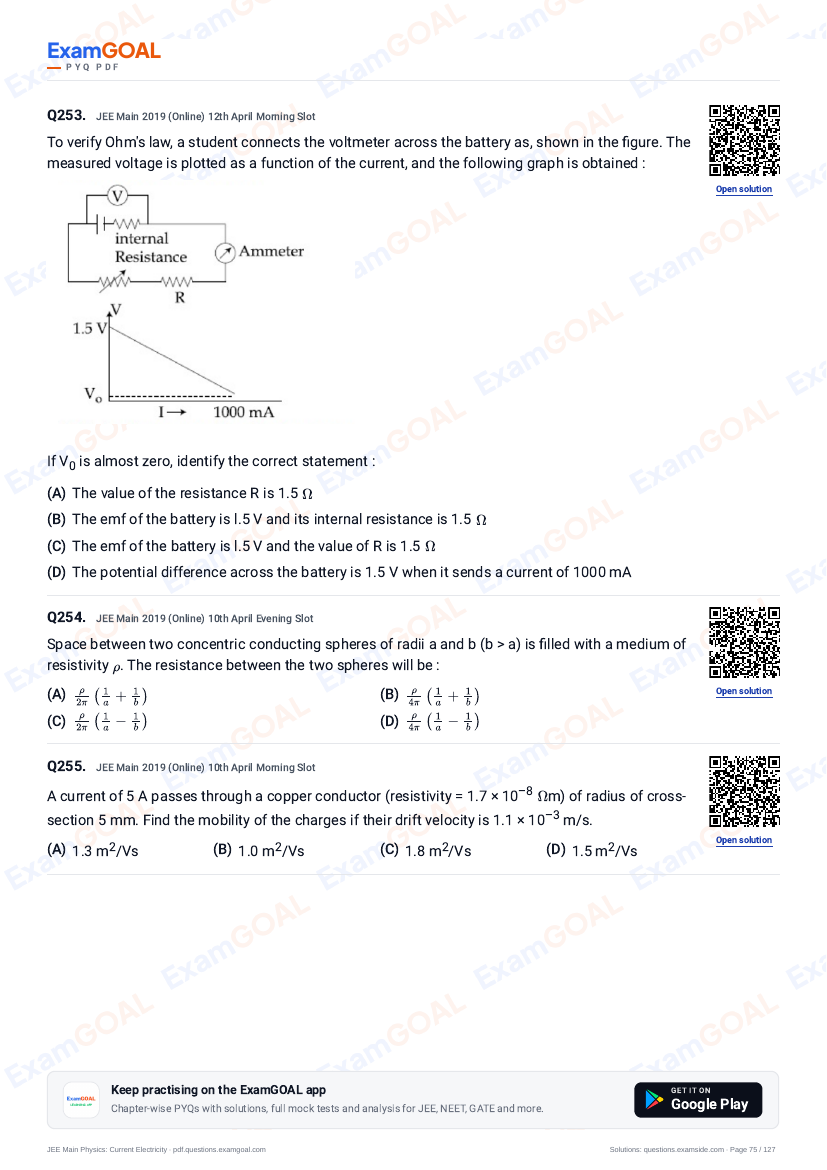 ExamGOAL
PYQ PDF
Q253. JEE Main 2019 (Online) 12th April Morning Slot
To verify Ohm's law, a student connects the voltmeter across the battery as, shown in the figure. The
measured voltage is plotted as a function of the current, and the following graph is obtained :
Open solution
V
internal
Resistance
Ammeter
R
V
1.5 V
V₀
I→ 1000 mA
If V₀ is almost zero, identify the correct statement :
(A) The value of the resistance R is 1.5 Ω
(B) The emf of the battery is l.5 V and its internal resistance is 1.5 Ω
(C) The emf of the battery is l.5 V and the value of R is 1.5 Ω
(D) The potential difference across the battery is 1.5 V when it sends a current of 1000 mA
Q254. JEE Main 2019 (Online) 10th April Evening Slot
Space between two concentric conducting spheres of radii a and b (b > a) is filled with a medium of
resistivity ρ. The resistance between the two spheres will be :
Open solution
(A) ρ/2π (1/a + 1/b) (B) ρ/4π (1/a + 1/b)
(C) ρ/2π (1/a − 1/b) (D) ρ/4π (1/a − 1/b)
Q255. JEE Main 2019 (Online) 10th April Morning Slot
A current of 5 A passes through a copper conductor (resistivity = 1.7 × 10⁻⁸ Ωm) of radius of cross-
section 5 mm. Find the mobility of the charges if their drift velocity is 1.1 × 10⁻³ m/s.
Open solution
(A) 1.3 m²/Vs (B) 1.0 m²/Vs (C) 1.8 m²/Vs (D) 1.5 m²/Vs
Keep practising on the ExamGOAL app
Chapter-wise PYQs with solutions, full mock tests and analysis for JEE, NEET, GATE and more.
ExamGOAL
GET IT ON
Google Play
JEE Main Physics: Current Electricity · pdf.questions.examgoal.com
Solutions: questions.examside.com · Page 75 / 127